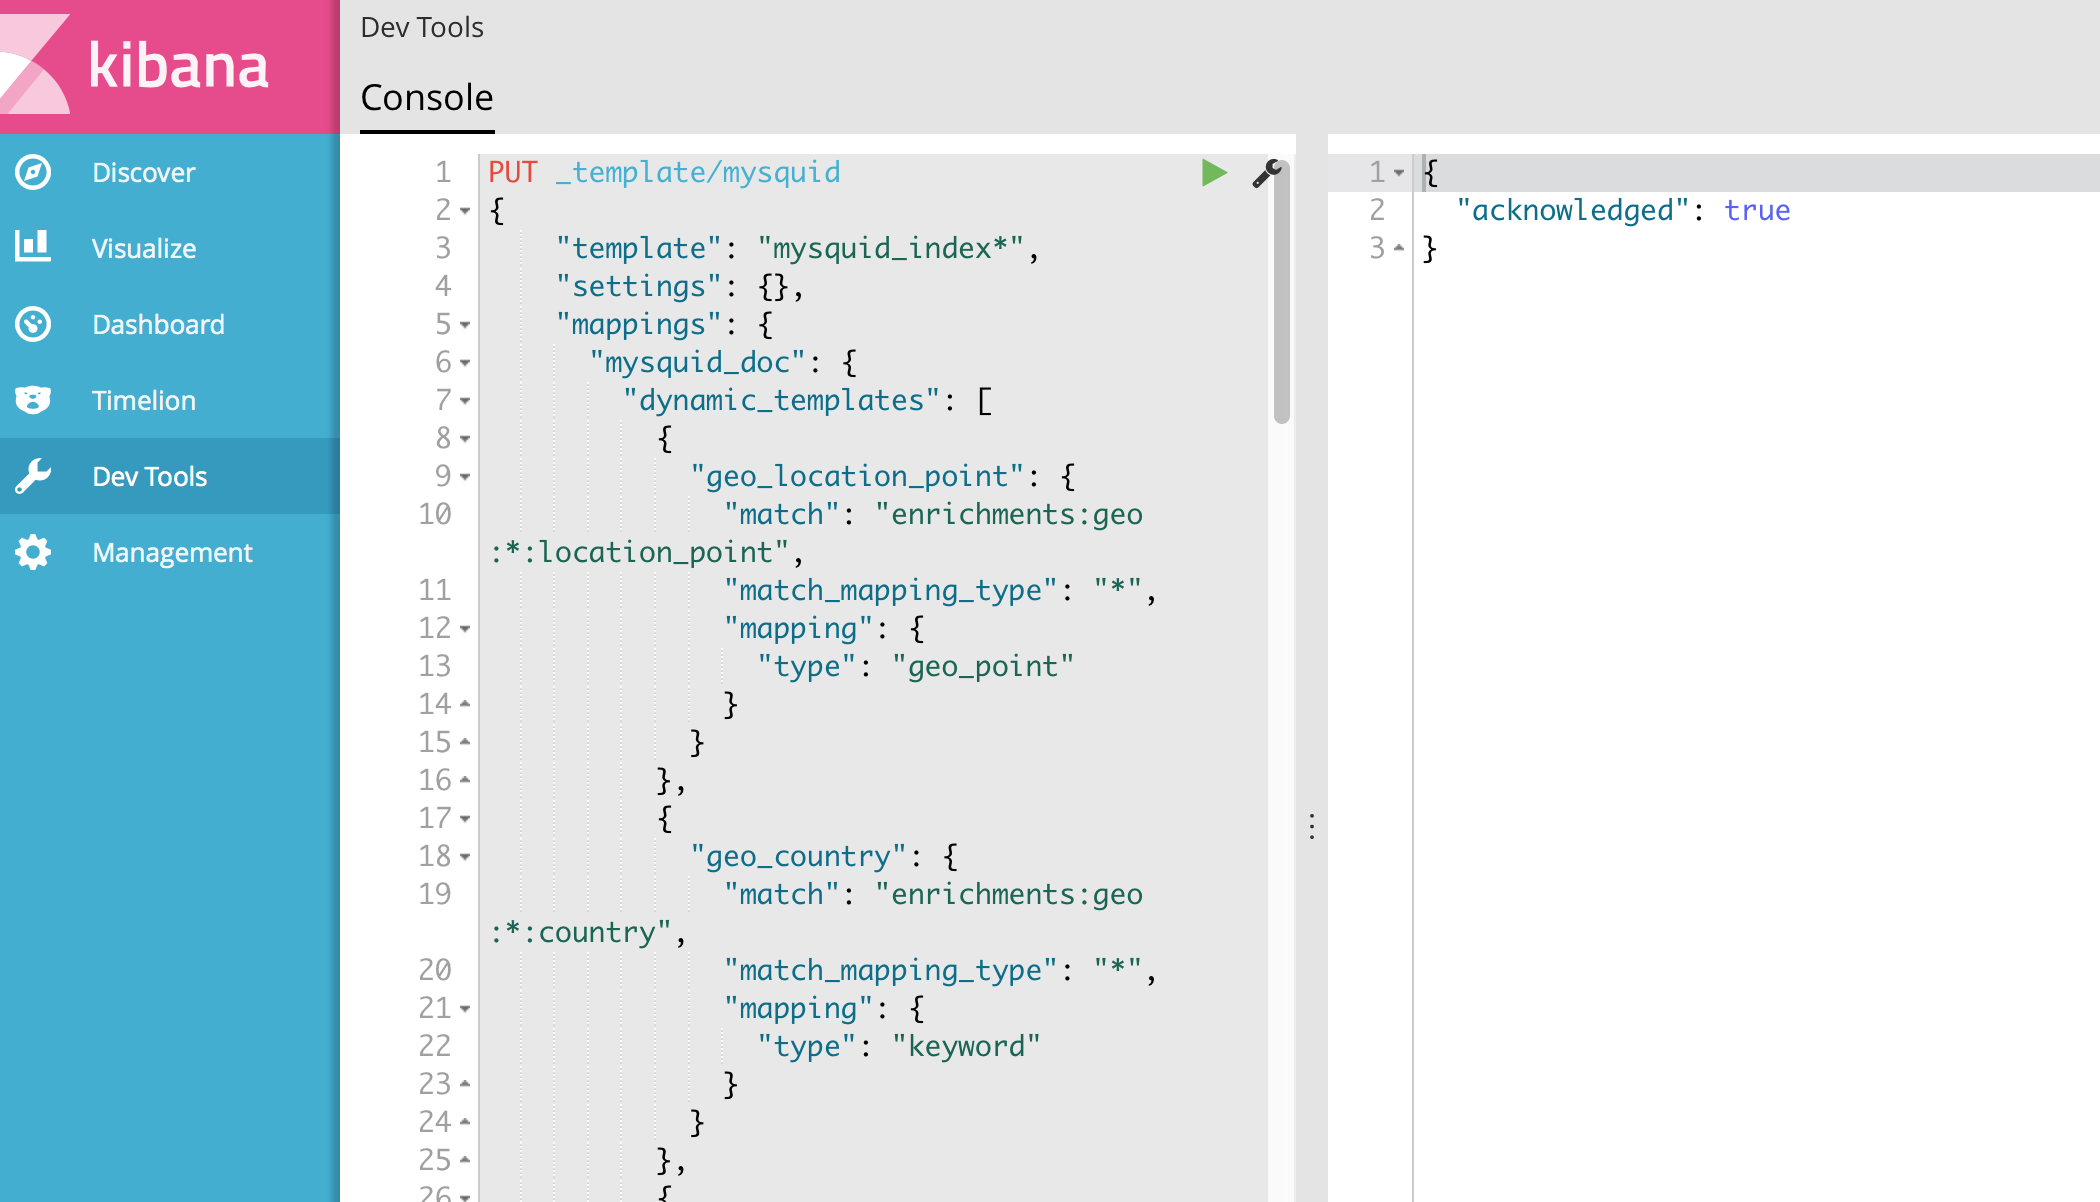 kibana
Discover
Visualize
Dashboard
Timelion
Dev Tools
Management
Dev Tools
Console
1 PUT _template/mysquid
2 {
3 "template": "mysquid_index*",
4 "settings": {},
5 "mappings": {
6 "mysquid_doc": {
7 "dynamic_templates": [
8 {
9 "geo_location_point": {
10 "match": "enrichments:geo
:*:location_point",
11 "match_mapping_type": "*",
12 "mapping": {
13 "type": "geo_point"
14 }
15 }
16 },
17 {
18 "geo_country": {
19 "match": "enrichments:geo
:*:country",
20 "match_mapping_type": "*",
21 "mapping": {
22 "type": "keyword"
23 }
24 }
25 },
26 {
1 {
2 "acknowledged": true
3 }